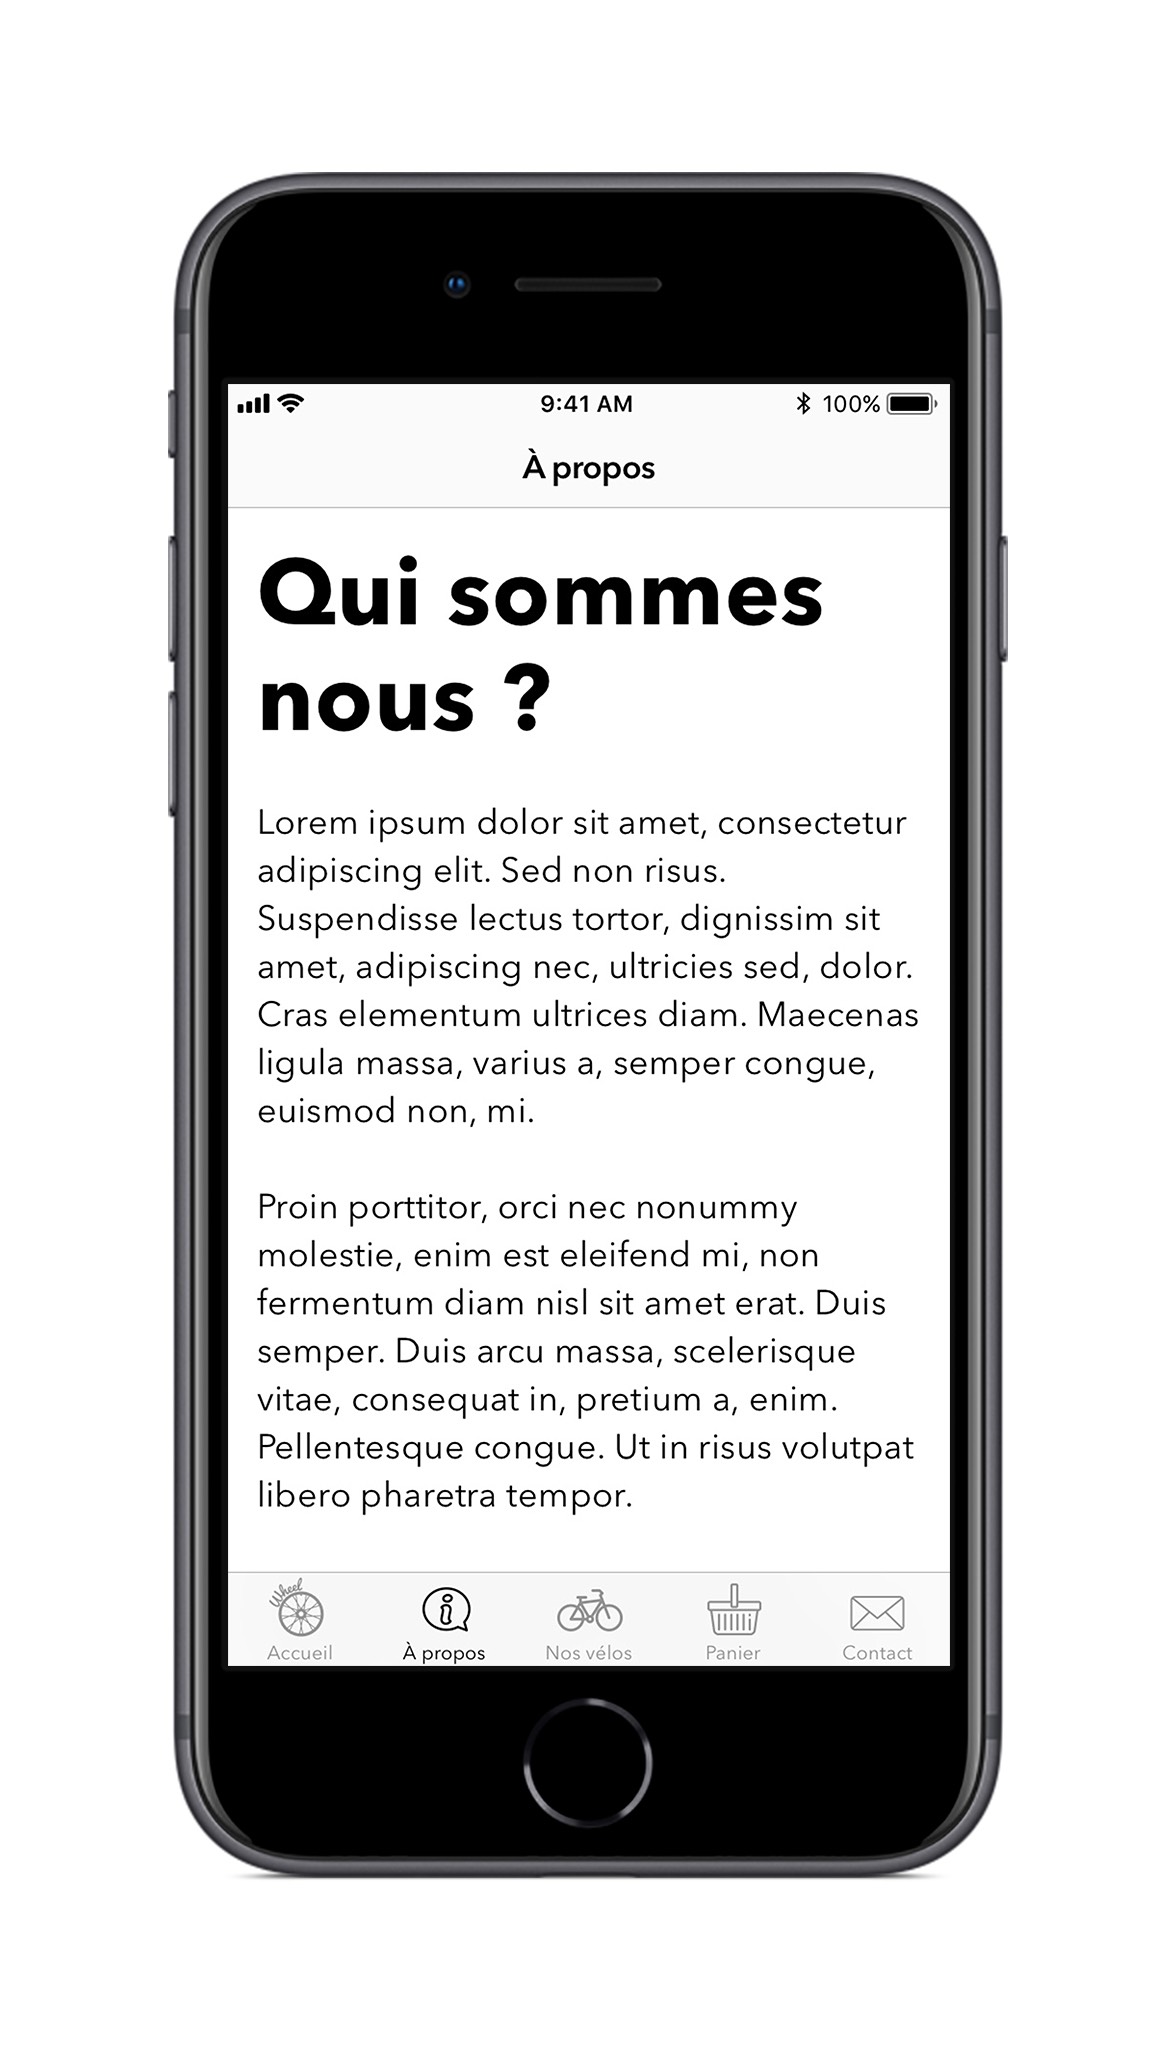 9:41 AM 100%
À propos
Qui sommes
nous ?
Lorem ipsum dolor sit amet, consectetur
adipiscing elit. Sed non risus.
Suspendisse lectus tortor, dignissim sit
amet, adipiscing nec, ultricies sed, dolor.
Cras elementum ultrices diam. Maecenas
ligula massa, varius a, semper congue,
euismod non, mi.
Proin porttitor, orci nec nonummy
molestie, enim est eleifend mi, non
fermentum diam nisl sit amet erat. Duis
semper. Duis arcu massa, scelerisque
vitae, consequat in, pretium a, enim.
Pellentesque congue. Ut in risus volutpat
libero pharetra tempor.
Wheel
Accueil À propos Nos vélos Panier Contact